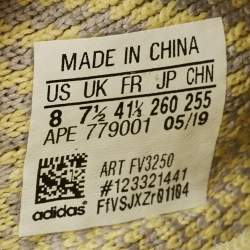 MADE IN CHINA
US UK FR JP CHN
8 7½ 41⅓ 260 255
APE 779001 05/19
ART FV3250
#123321441
adidas FfVSJXZr01104